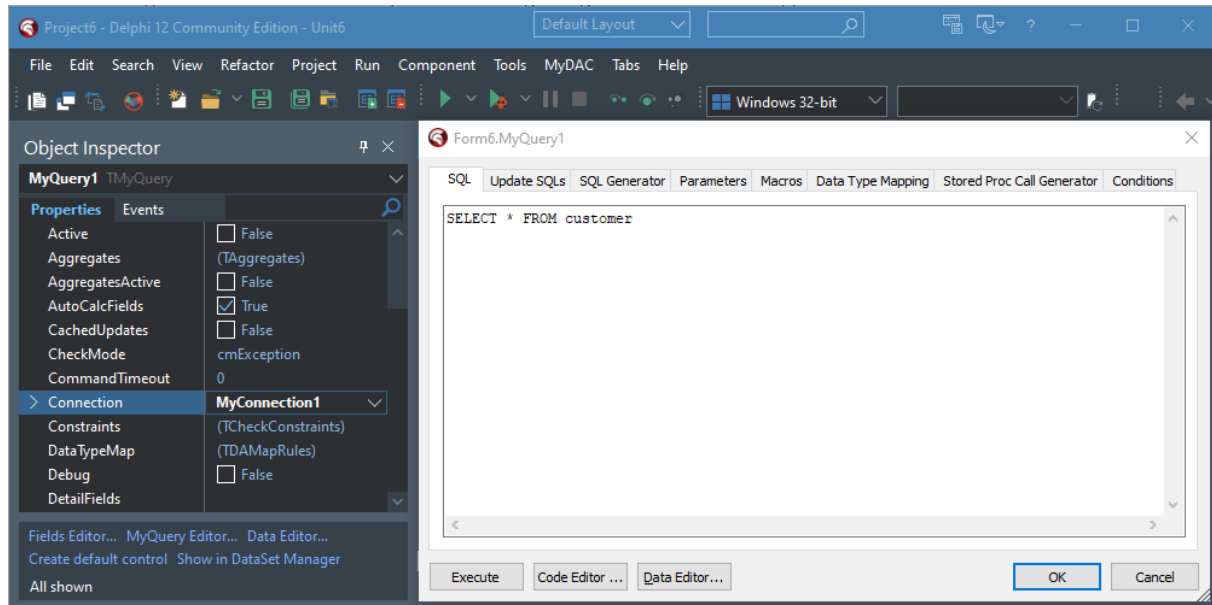 Project6 - Delphi 12 Community Edition - Unit6
Default Layout
?
File Edit Search View Refactor Project Run Component Tools MyDAC Tabs Help
Windows 32-bit
Object Inspector
MyQuery1 TMyQuery
Properties Events
Active False
Aggregates (TAggregates)
AggregatesActive False
AutoCalcFields True
CachedUpdates False
CheckMode cmException
CommandTimeout 0
Connection MyConnection1
Constraints (TCheckConstraints)
DataTypeMap (TDAMapRules)
Debug False
DetailFields
Fields Editor... MyQuery Editor... Data Editor...
Create default control Show in DataSet Manager
All shown
Form6.MyQuery1
SQL Update SQLs SQL Generator Parameters Macros Data Type Mapping Stored Proc Call Generator Conditions
SELECT * FROM customer
Execute Code Editor ... Data Editor... OK Cancel